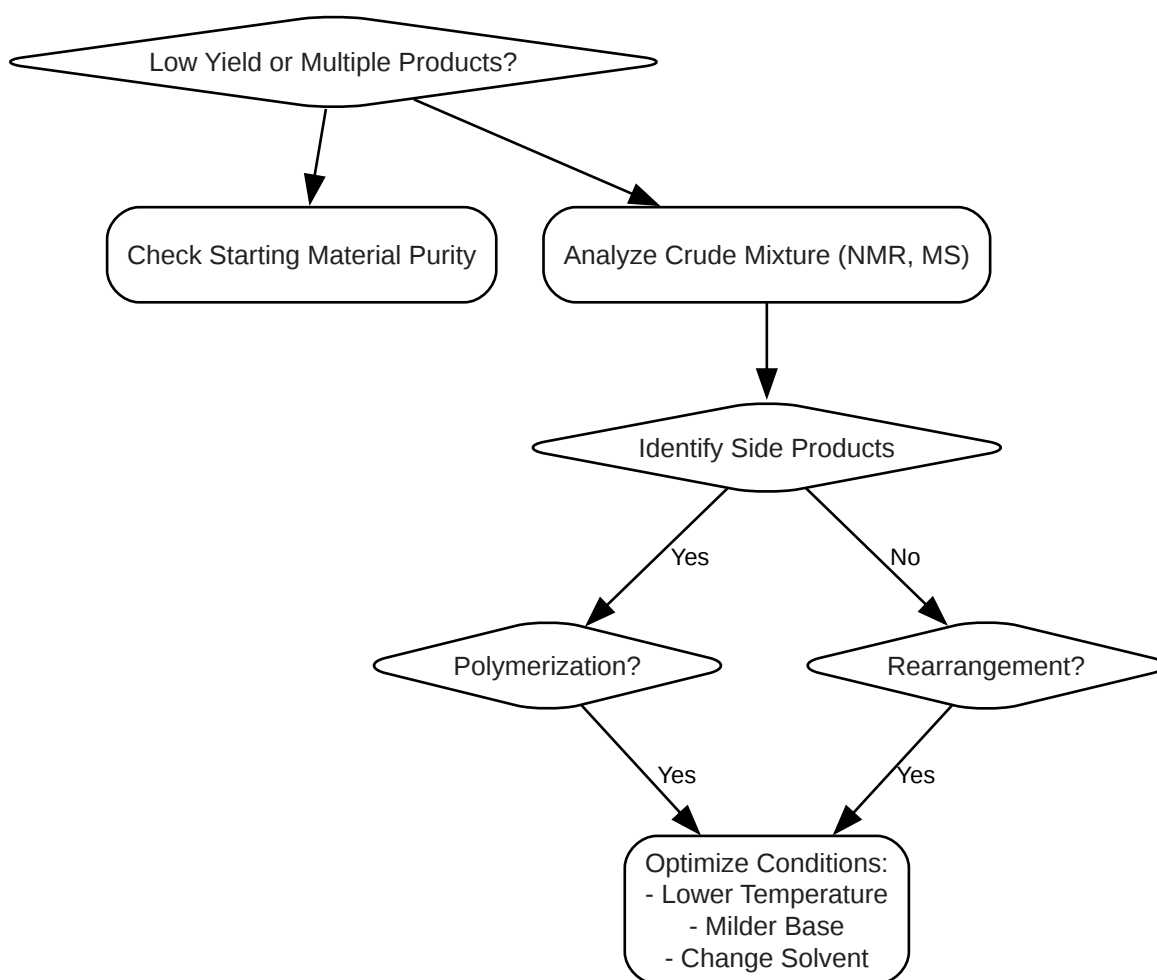 Low Yield or Multiple Products?
Check Starting Material Purity
Analyze Crude Mixture (NMR, MS)
Identify Side Products
Yes
No
Polymerization?
Rearrangement?
Yes
Yes
Optimize Conditions:
- Lower Temperature
- Milder Base
- Change Solvent